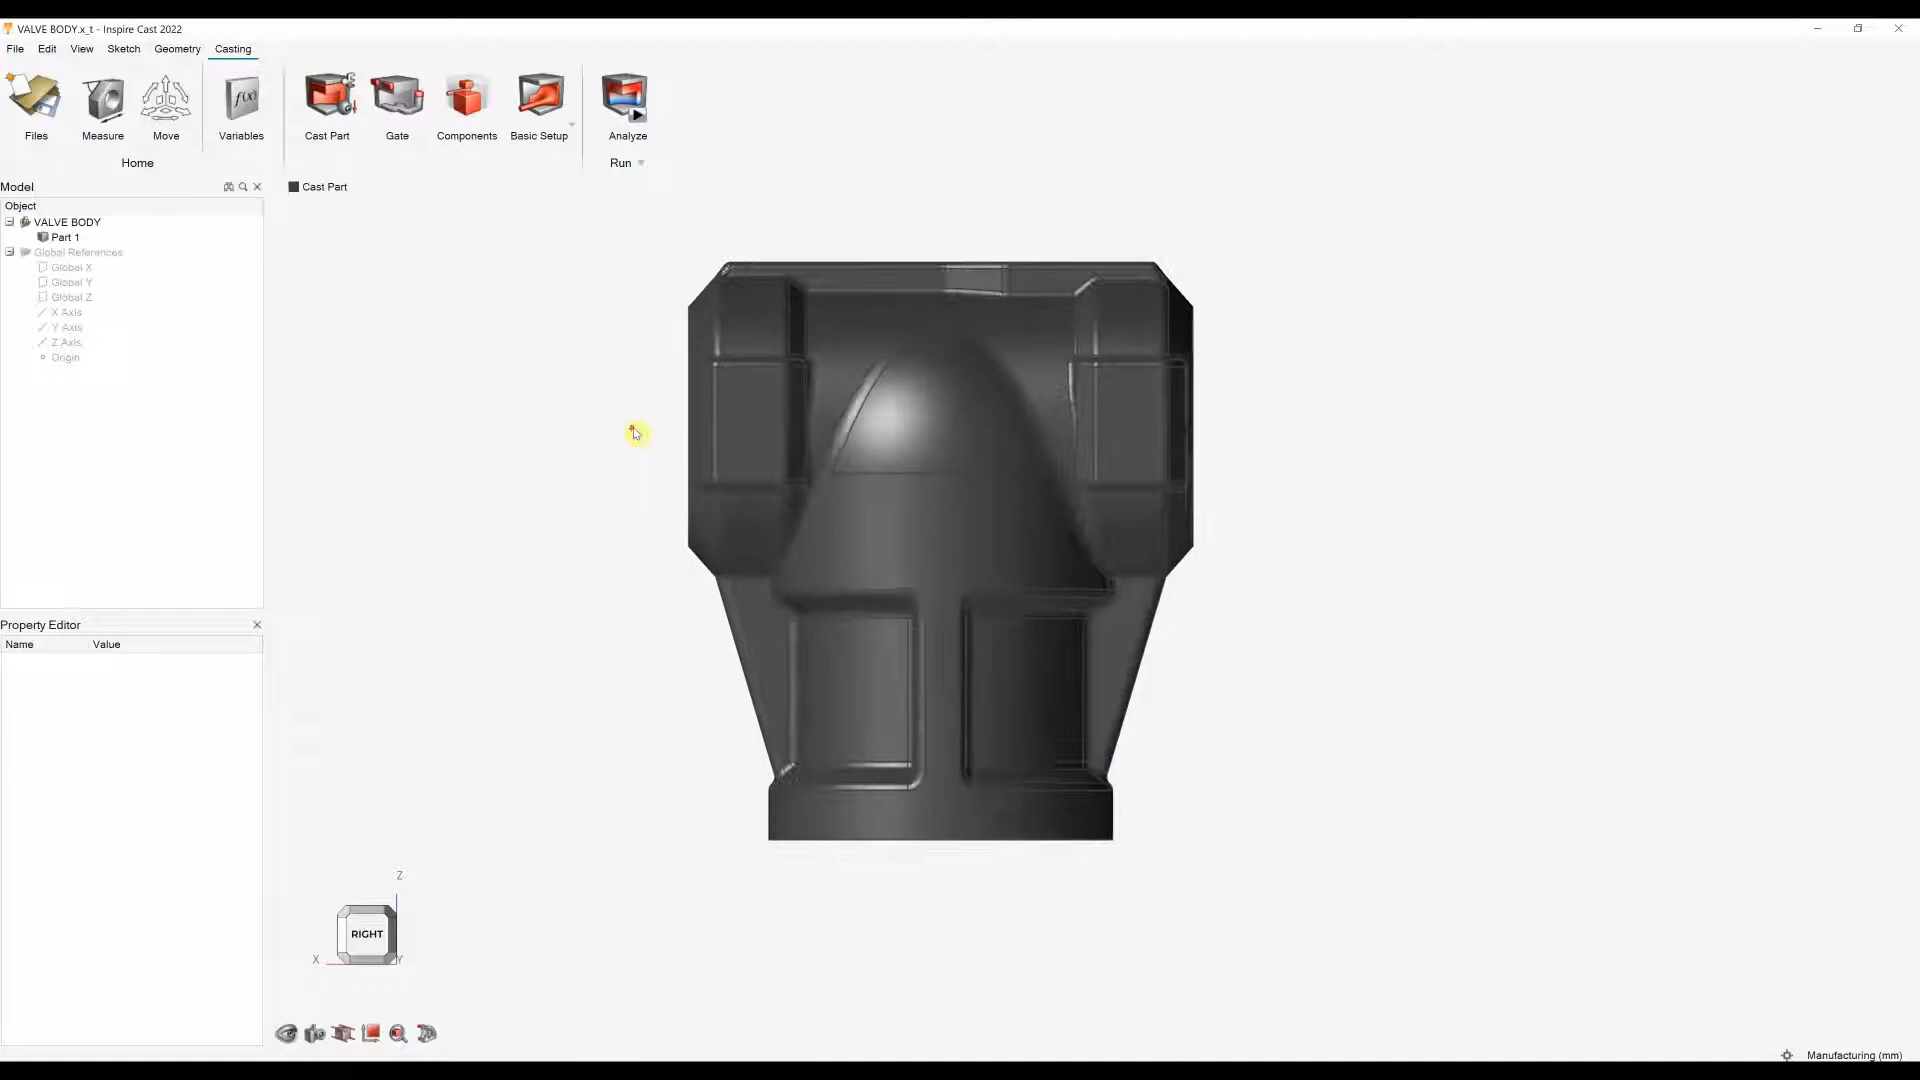 VALVE BODY.x_t - Inspire Cast 2022
File Edit View Sketch Geometry Casting
f(x)
Files Measure Move Variables Cast Part Gate Components Basic Setup Analyze
Home Run
Model
Cast Part
Object
VALVE BODY
Part 1
Global References
Global X
Global Y
Global Z
X Axis
Y Axis
Z Axis
Origin
Property Editor
Name Value
Z
RIGHT
X Y
Manufacturing (mm)